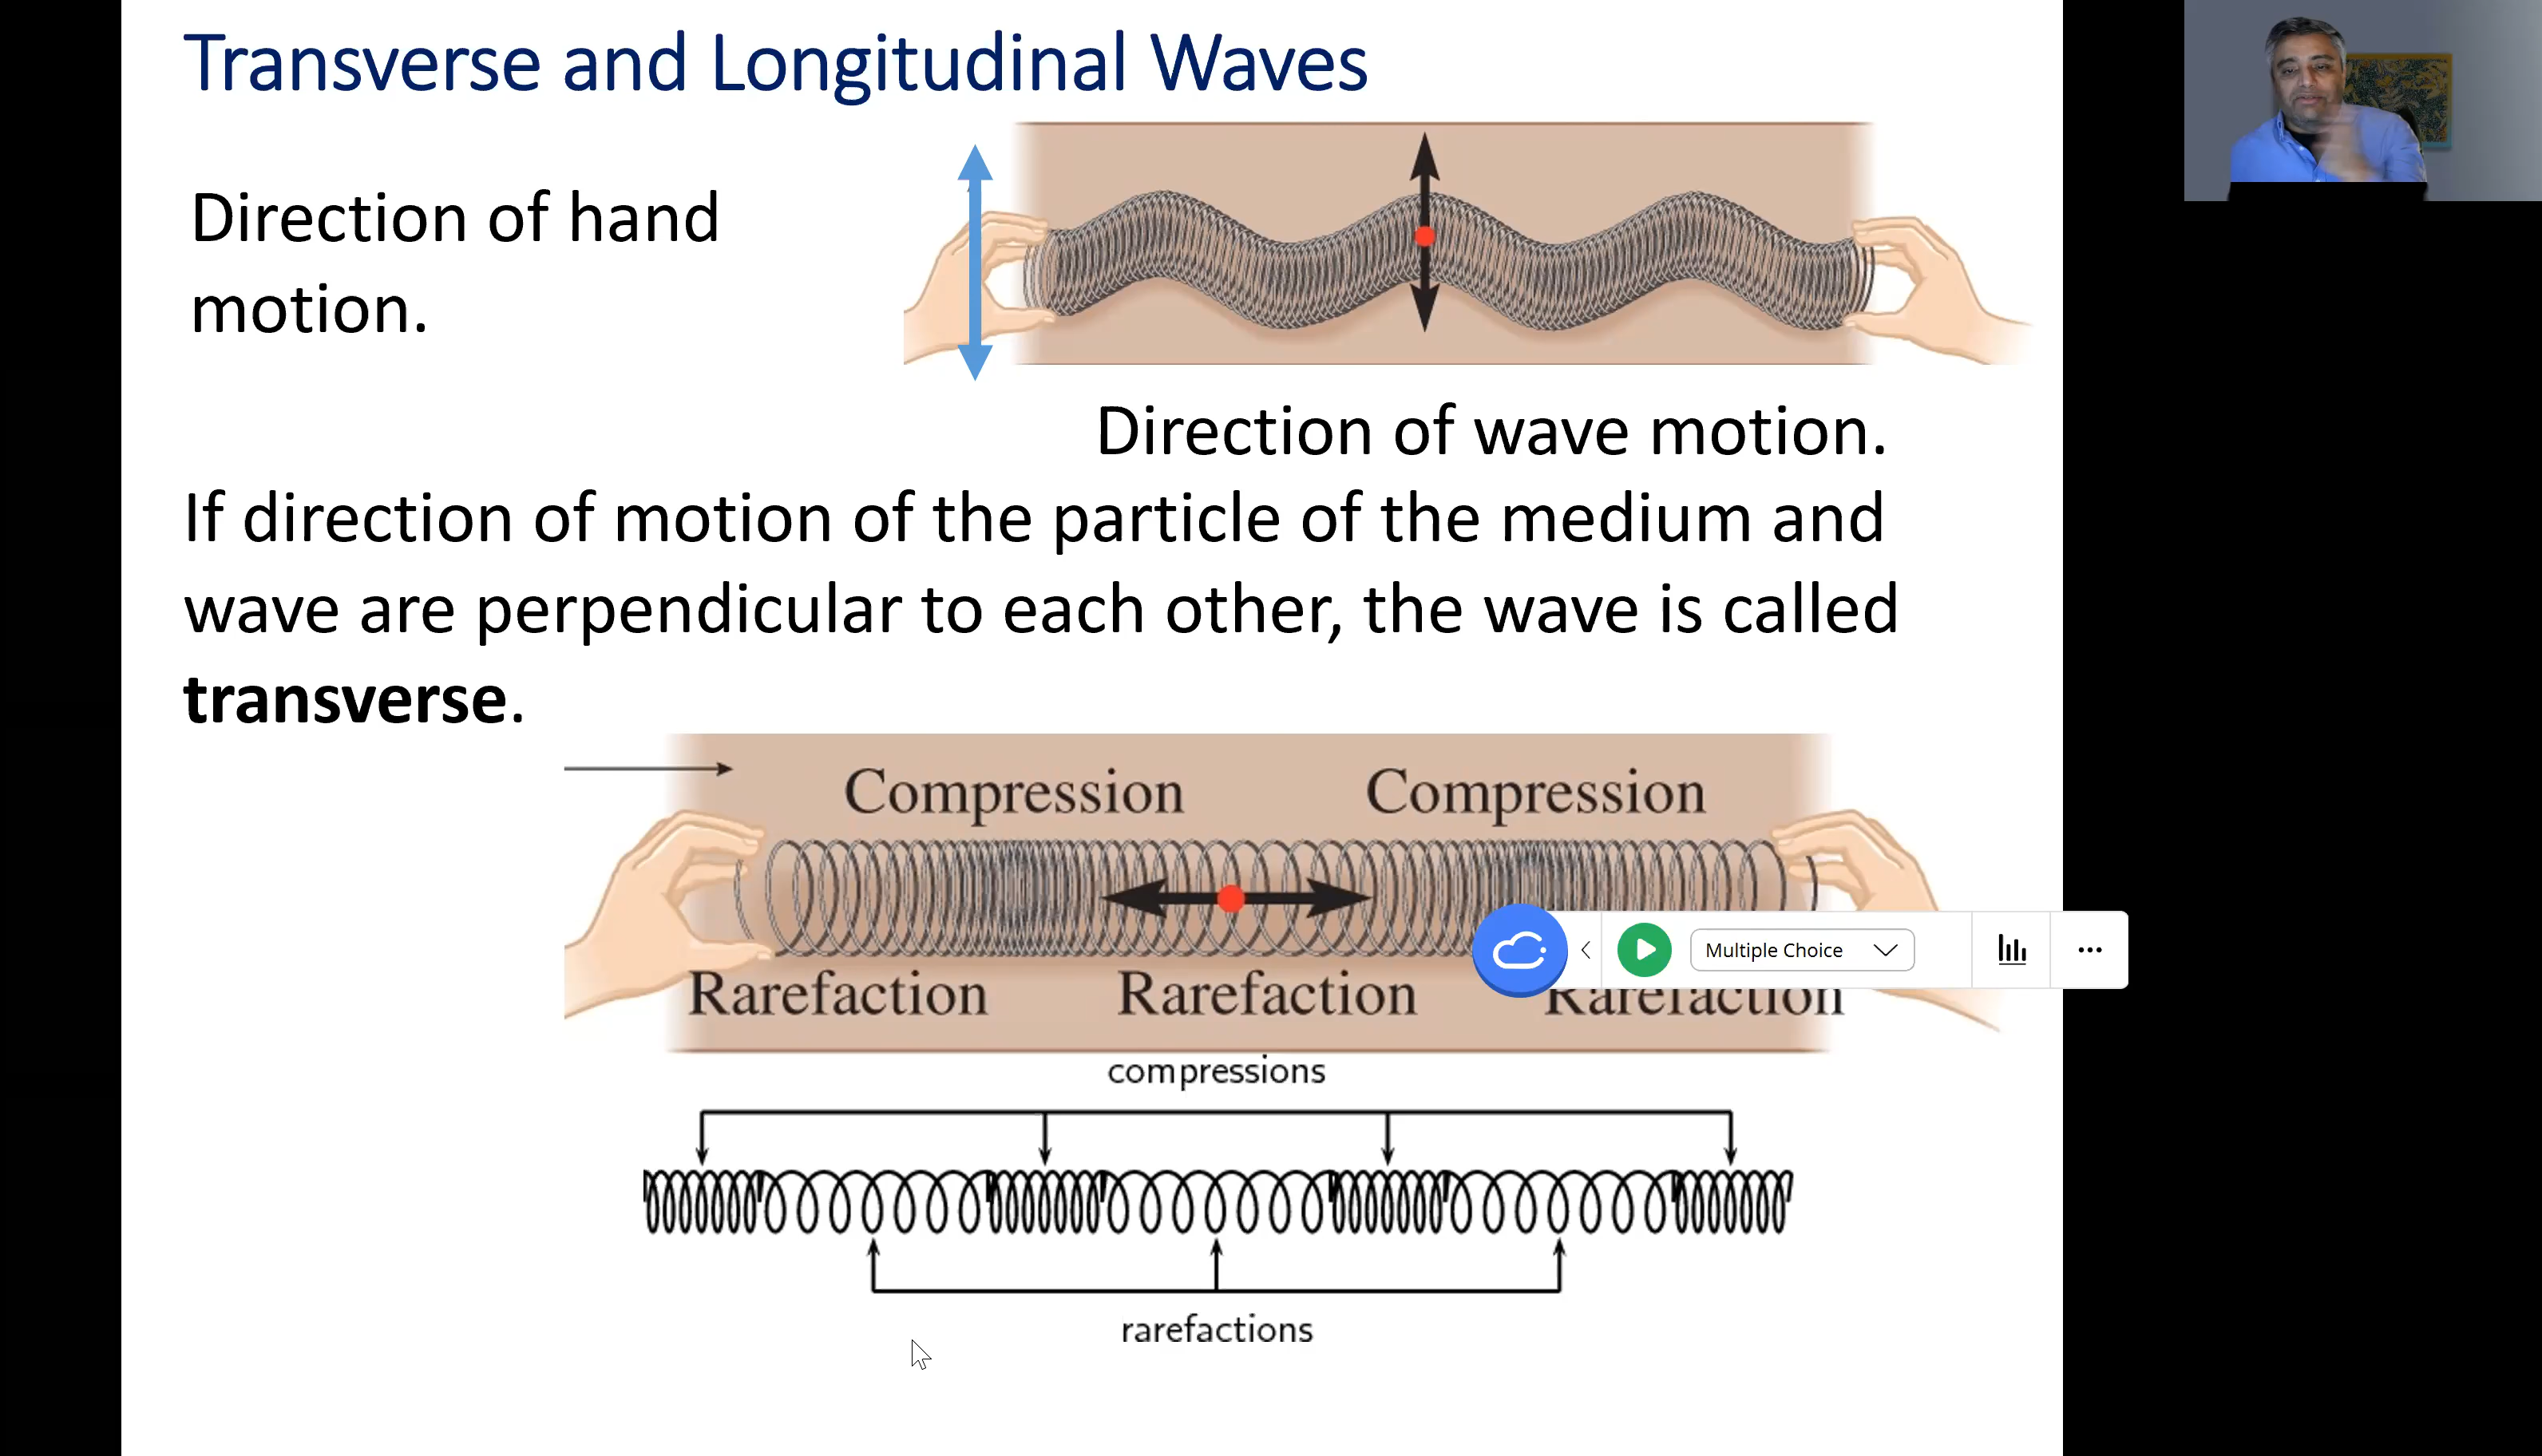 Transverse and Longitudinal Waves
Direction of hand
motion.
Direction of wave motion.
If direction of motion of the particle of the medium and
wave are perpendicular to each other, the wave is called
transverse.
Compression Compression
Multiple Choice
Rarefaction Rarefaction Rarefaction
compressions
rarefactions